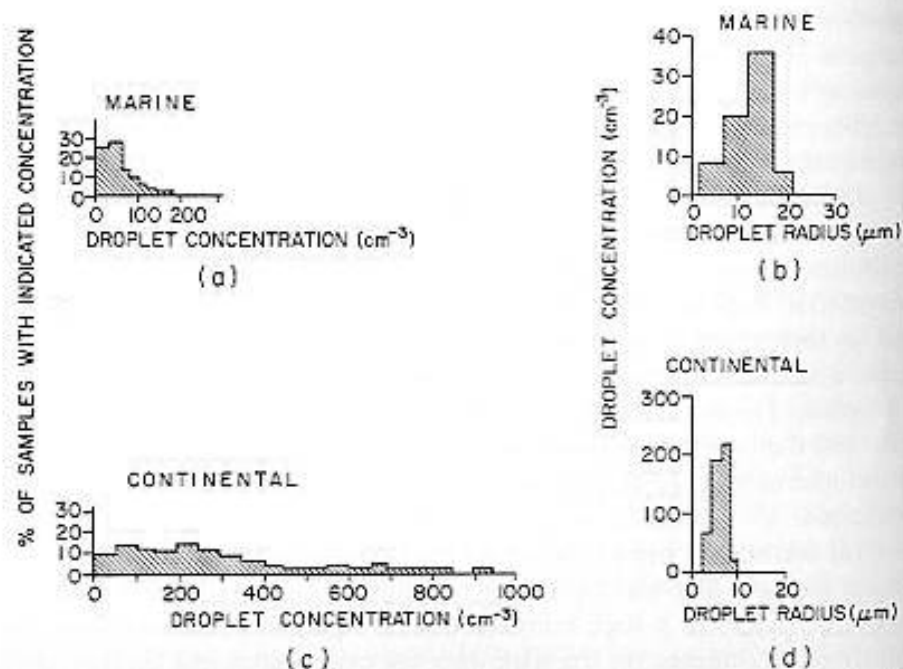 % OF SAMPLES WITH INDICATED CONCENTRATION
MARINE
30
20
10
0
0 100 200
DROPLET CONCENTRATION (cm⁻³)
(a)
CONTINENTAL
30
20
10
0
0 200 400 600 800 1000
DROPLET CONCENTRATION (cm⁻³)
(c)
DROPLET CONCENTRATION (cm⁻³)
MARINE
40
30
20
10
0
0 10 20 30
DROPLET RADIUS (μm)
(b)
CONTINENTAL
300
200
100
0
0 10 20
DROPLET RADIUS (μm)
(d)